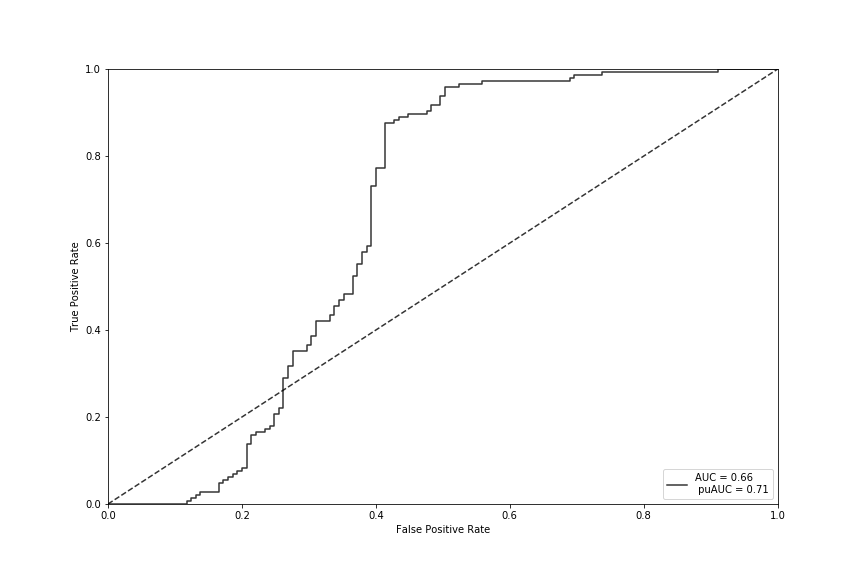 1.0
0.8
0.6
0.4
0.2
0.0
True Positive Rate
AUC = 0.66
puAUC = 0.71
0.0 0.2 0.4 0.6 0.8 1.0
False Positive Rate